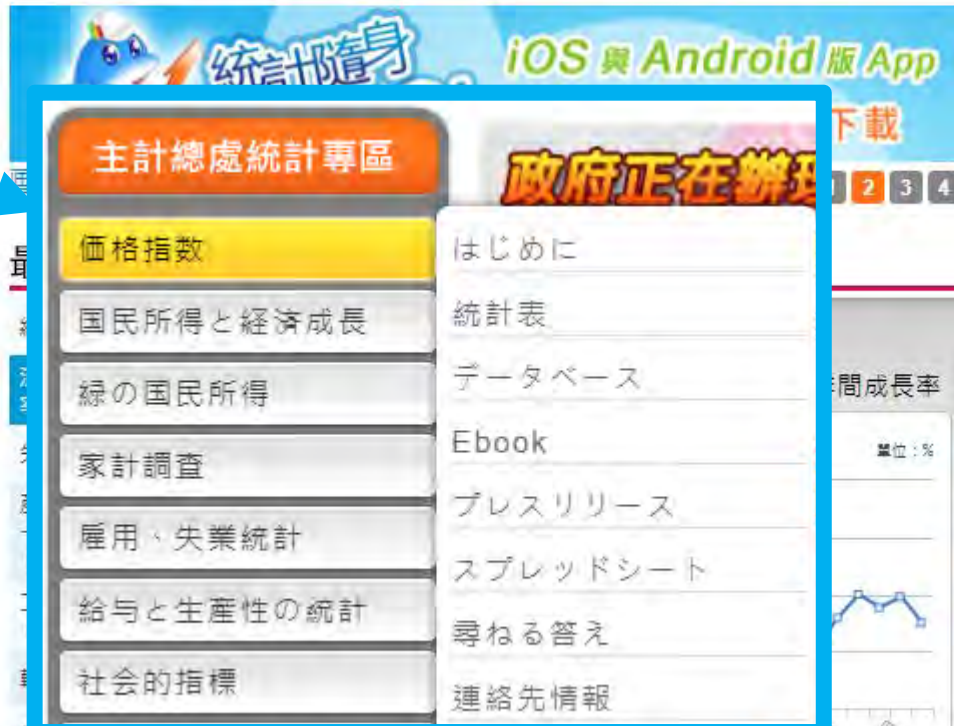 統計隨身
iOS 與 Android 版 App
下載
主計總處統計專區
政府正在辦理
2 3 4
価格指数
国民所得と経済成長
緑の国民所得
家計調査
雇用、失業統計
給与と生産性の統計
社会的指標
はじめに
統計表
データベース
Ebook
プレスリリース
スプレッドシート
尋ねる答え
連絡先情報
間成長率
單位:%